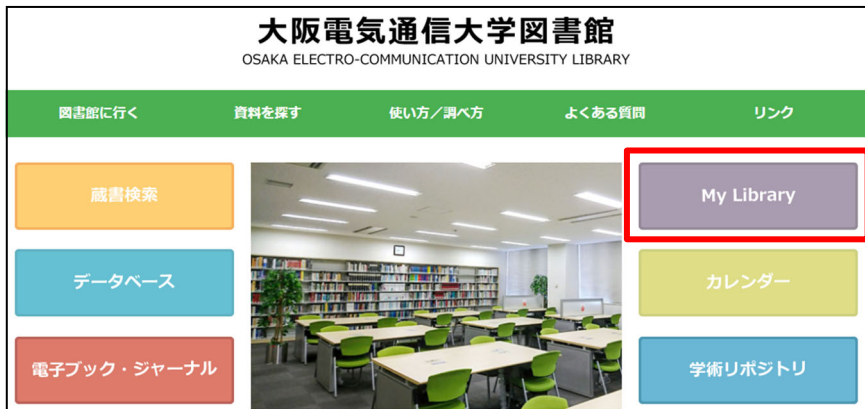 大阪電気通信大学図書館
OSAKA ELECTRO-COMMUNICATION UNIVERSITY LIBRARY
図書館に行く 資料を探す 使い方／調べ方 よくある質問 リンク
蔵書検索
My Library
データベース
カレンダー
電子ブック・ジャーナル
学術リポジトリ